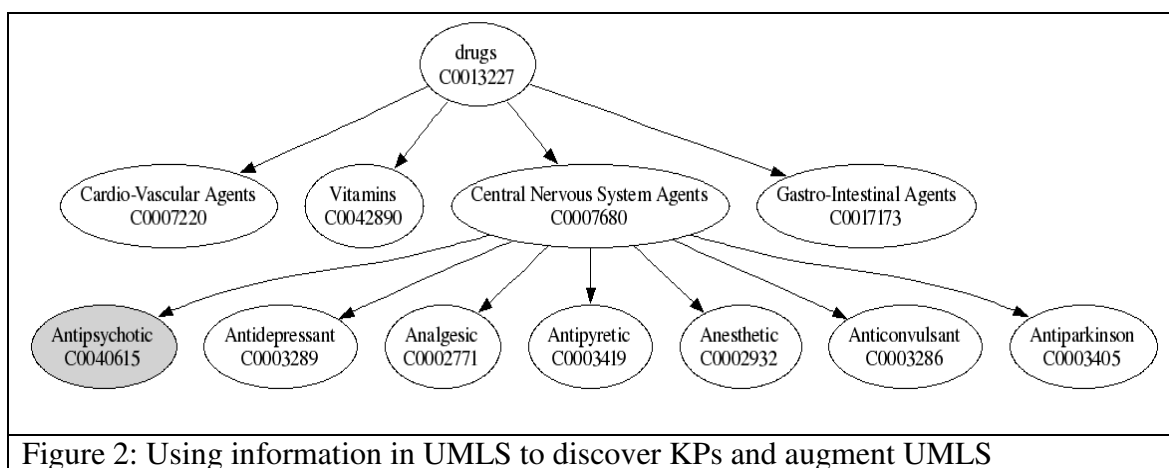 drugs
C0013227
Cardio-Vascular Agents
C0007220
Vitamins
C0042890
Central Nervous System Agents
C0007680
Gastro-Intestinal Agents
C0017173
Antipsychotic
C0040615
Antidepressant
C0003289
Analgesic
C0002771
Antipyretic
C0003419
Anesthetic
C0002932
Anticonvulsant
C0003286
Antiparkinson
C0003405
Figure 2: Using information in UMLS to discover KPs and augment UMLS